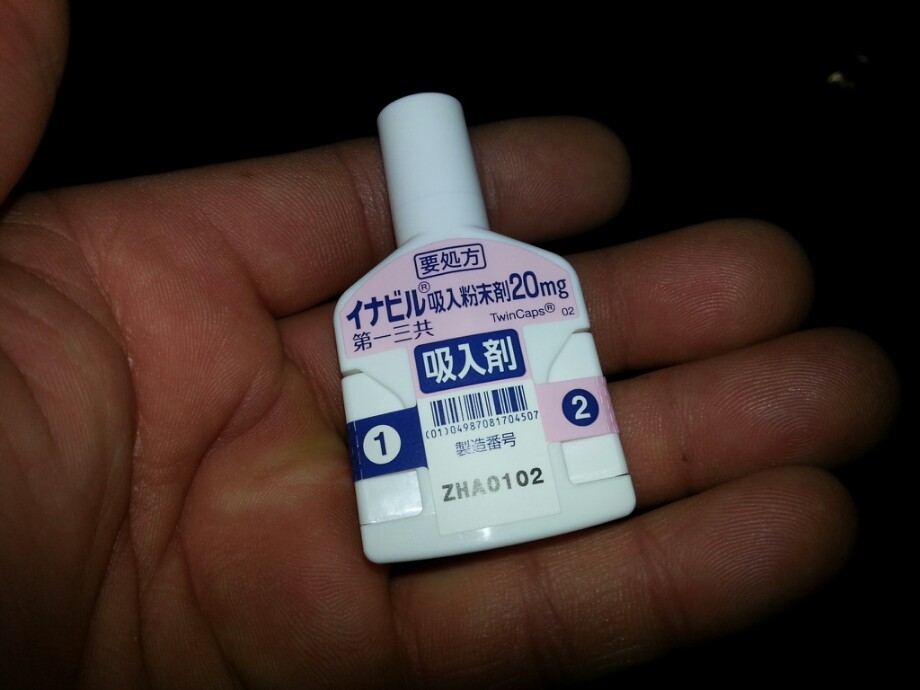 要処方
イナビル®吸入粉末剤20mg
TwinCaps® 02
第一三共
吸入剤
1
2
(01)04987081704507
製造番号
ZHA0102